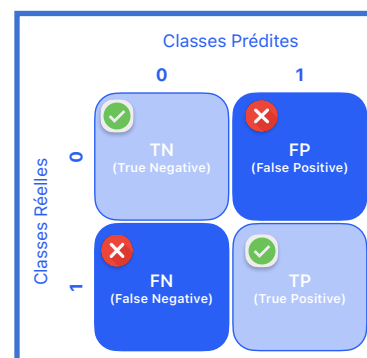 Classes Prédites
0 1
Classes Réelles
0
TN
(True Negative)
FP
(False Positive)
1
FN
(False Negative)
TP
(True Positive)